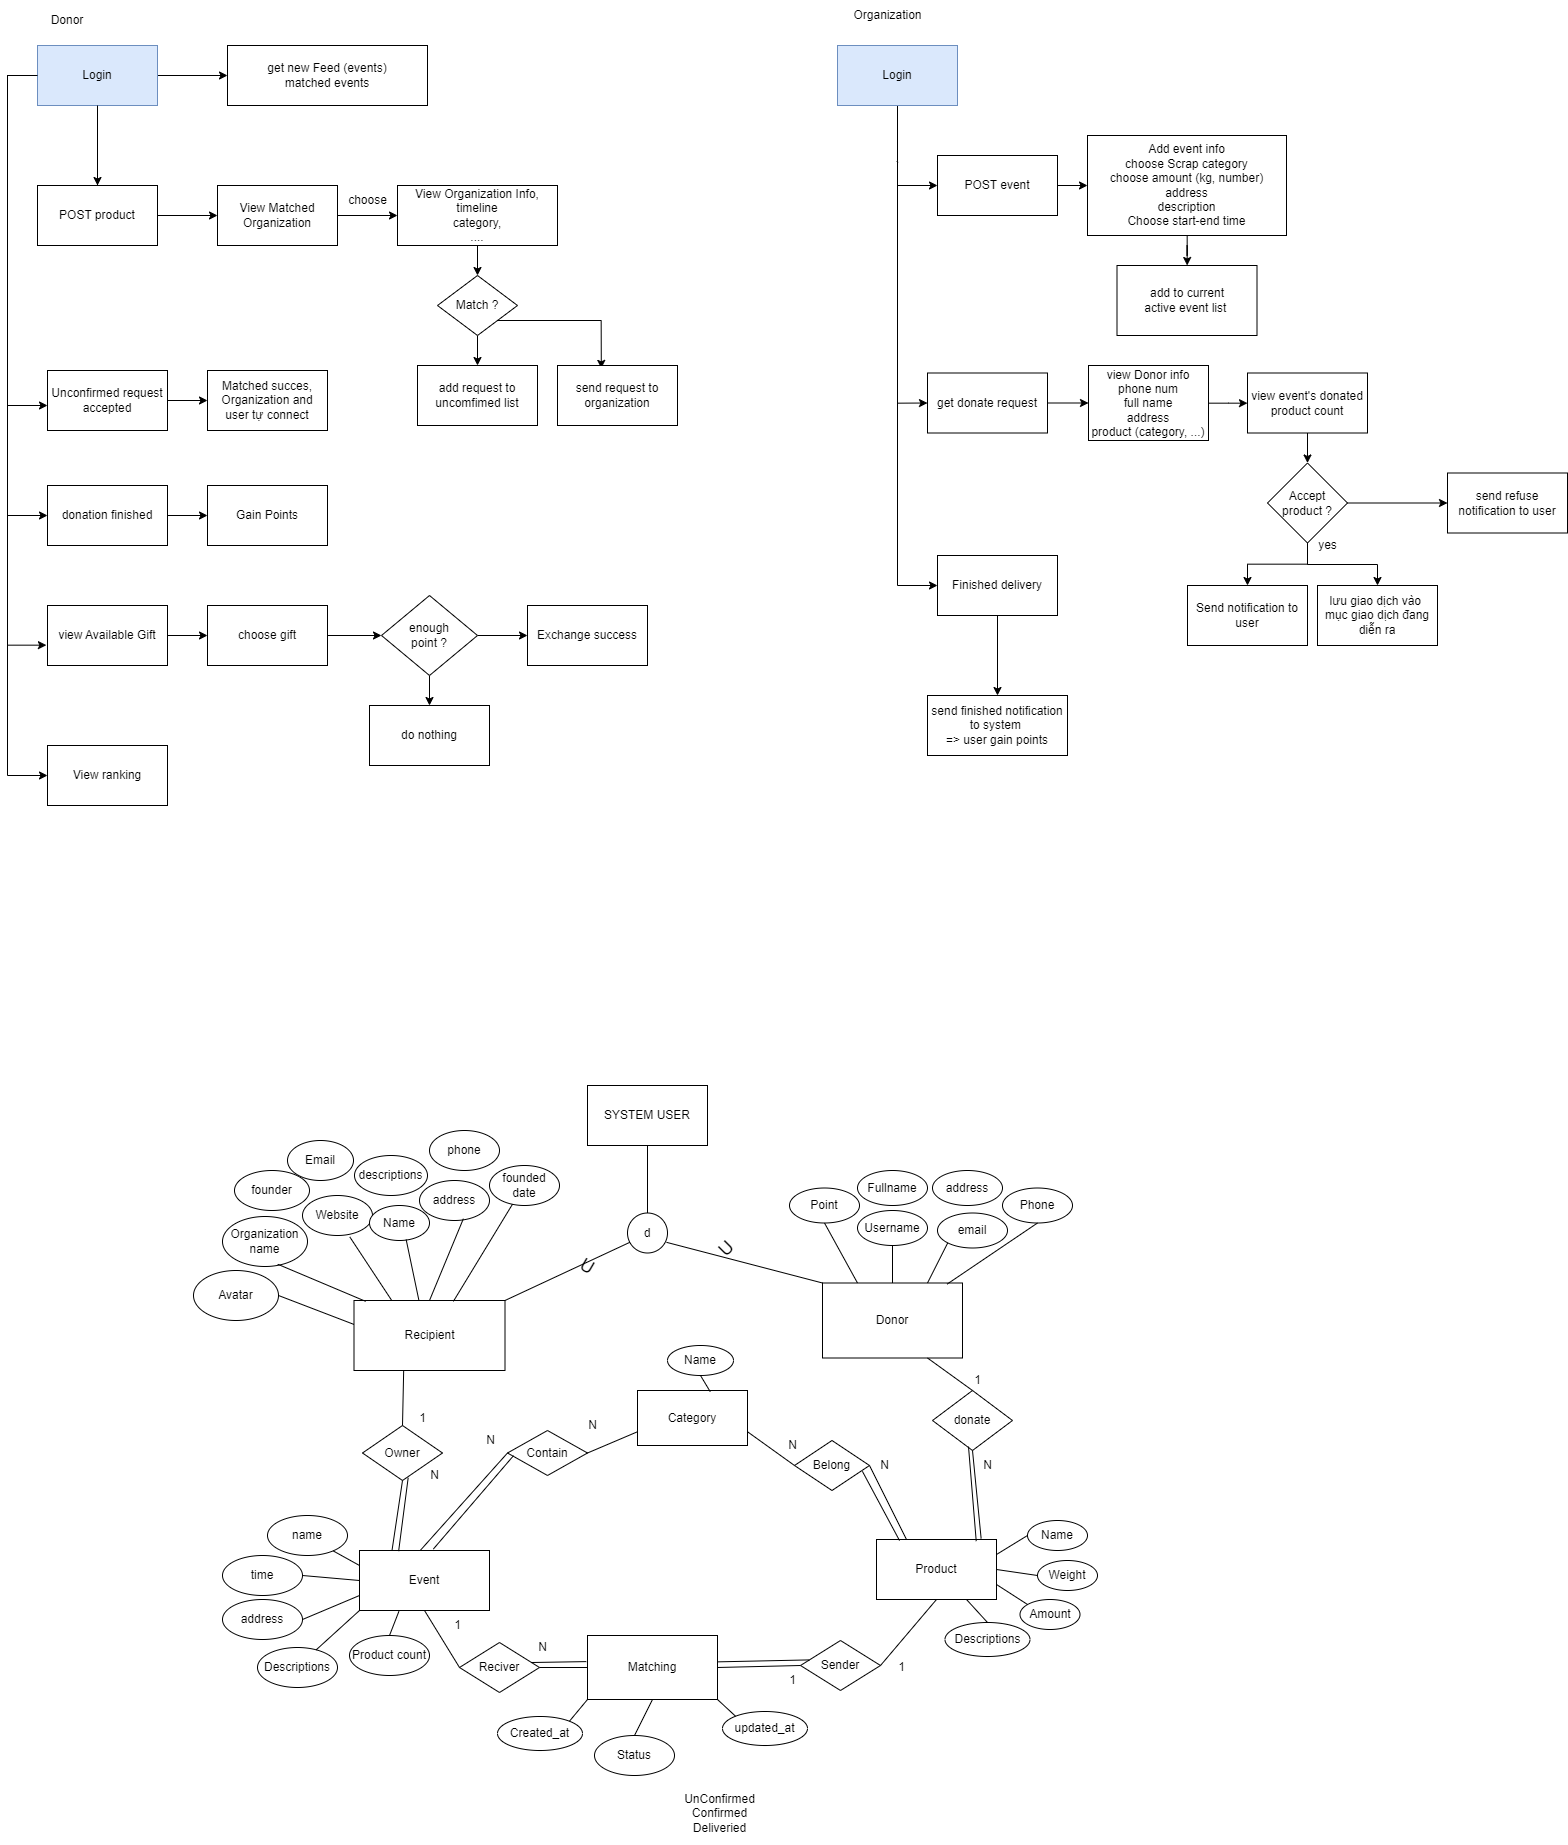 Donor
Login
get new Feed (events)
matched events
POST product
View Matched
Organization
choose
View Organization Info,
timeline
category,
....
Match ?
add request to
uncomfimed list
send request to
organization
Unconfirmed request
accepted
Matched succes,
Organization and
user tự connect
donation finished
Gain Points
view Available Gift
choose gift
enough
point ?
Exchange success
do nothing
View ranking
Organization
Login
POST event
Add event info
choose Scrap category
choose amount (kg, number)
address
description
Choose start-end time
add to current
active event list
get donate request
view Donor info
phone num
full name
address
product (category, ...)
view event's donated
product count
Accept
product ?
send refuse
notification to user
yes
Send notification to
user
lưu giao dịch vào
mục giao dịch đang
diễn ra
Finished delivery
send finished notification
to system
=> user gain points
SYSTEM USER
d
U
U
phone
Email
descriptions
founded
date
founder
address
Website
Name
Organization
name
Avatar
Recipient
Fullname
address
Point
Phone
Username
email
Donor
Name
Category
1
Owner
N
N
Contain
N
N
Belong
N
1
donate
N
name
time
address
Descriptions
Product count
Event
Product
Name
Weight
Amount
Descriptions
1
Reciver
N
Matching
1
Sender
1
Created_at
Status
updated_at
UnConfirmed
Confirmed
Deliveried